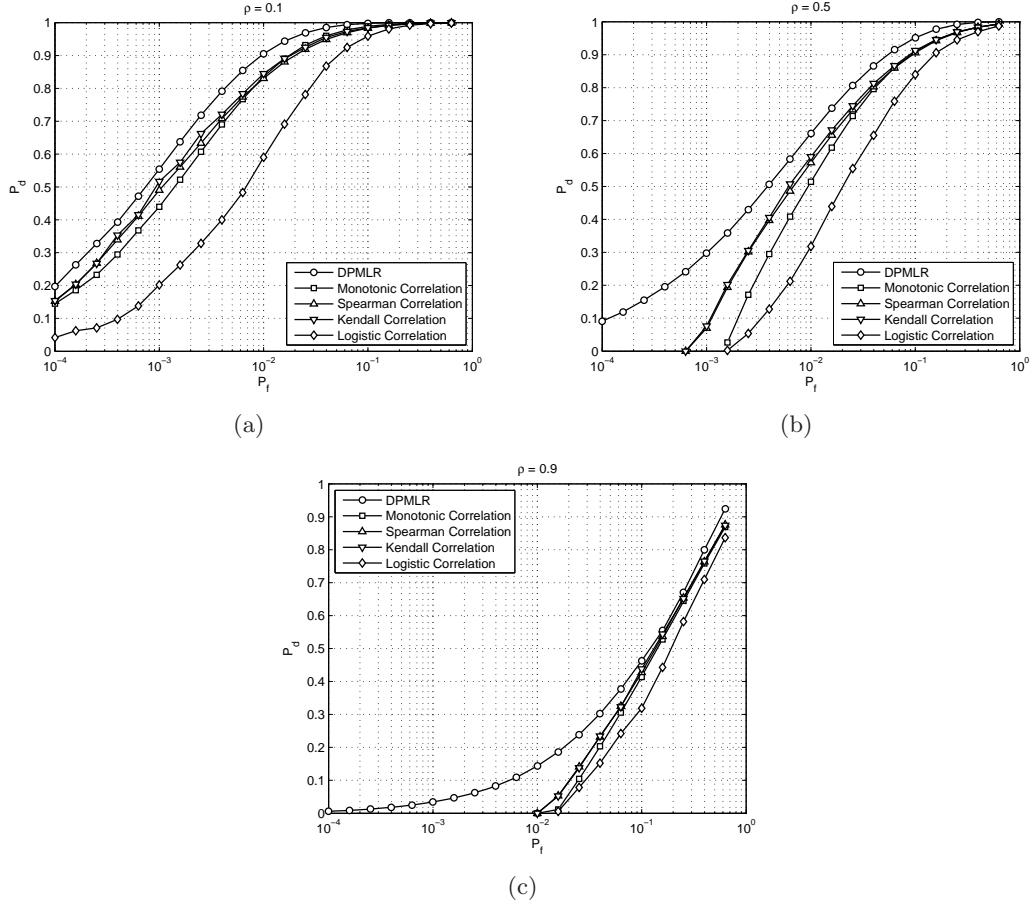 ρ = 0.1
1
0.9
0.8
0.7
0.6
0.5
0.4
0.3
0.2
0.1
0
P_d
DPMLR
Monotonic Correlation
Spearman Correlation
Kendall Correlation
Logistic Correlation
10^−4
10^−3
10^−2
10^−1
10^0
P_f
(a)
ρ = 0.5
1
0.9
0.8
0.7
0.6
0.5
0.4
0.3
0.2
0.1
0
P_d
DPMLR
Monotonic Correlation
Spearman Correlation
Kendall Correlation
Logistic Correlation
10^−4
10^−3
10^−2
10^−1
10^0
P_f
(b)
ρ = 0.9
1
0.9
0.8
0.7
0.6
0.5
0.4
0.3
0.2
0.1
0
P_d
DPMLR
Monotonic Correlation
Spearman Correlation
Kendall Correlation
Logistic Correlation
10^−4
10^−3
10^−2
10^−1
10^0
P_f
(c)